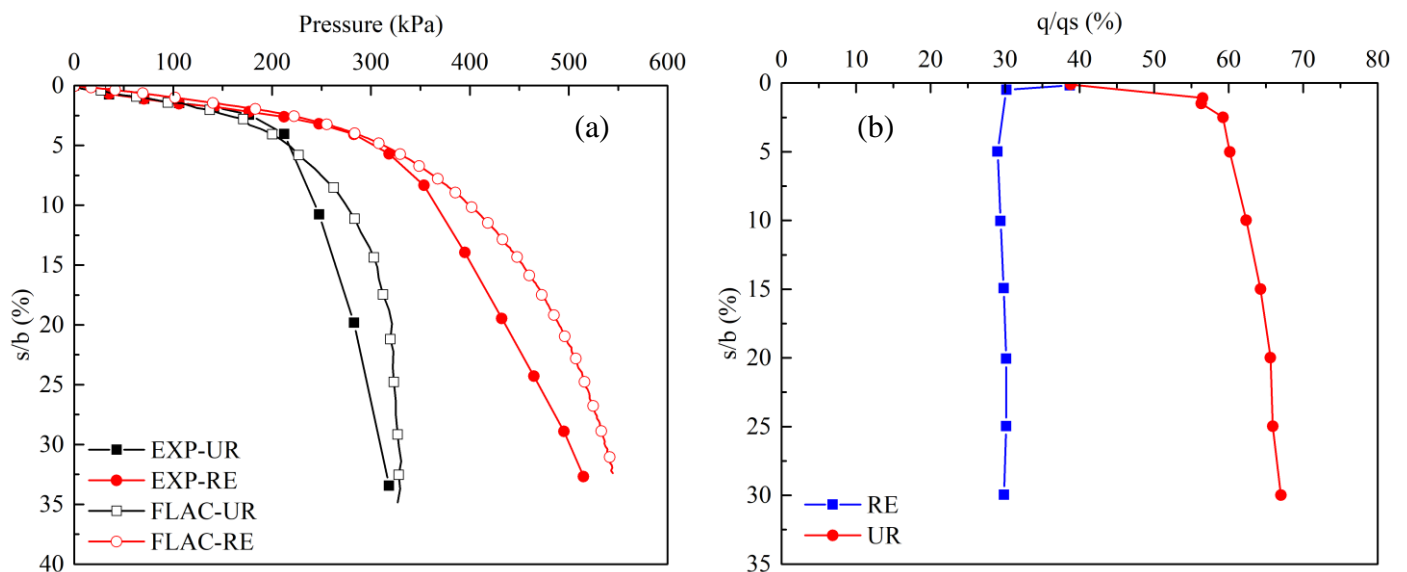 Pressure (kPa)
0 100 200 300 400 500 600
0
5
10
15
20
25
30
35
40
s/b (%)
(a)
EXP-UR
EXP-RE
FLAC-UR
FLAC-RE
q/qs (%)
0 10 20 30 40 50 60 70 80
0
5
10
15
20
25
30
35
s/b (%)
(b)
RE
UR